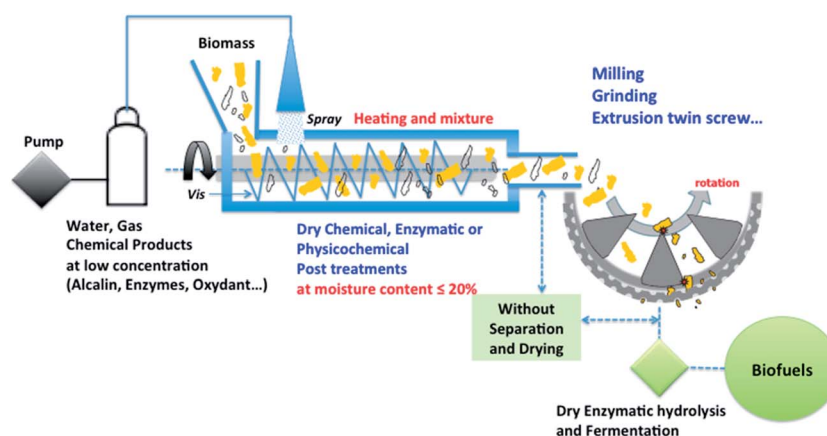 Biomass
Pump
Spray
Heating and mixture
Vis
Water, Gas
Chemical Products
at low concentration
(Alcalin, Enzymes, Oxydant...)
Dry Chemical, Enzymatic or
Physicochemical
Post treatments
at moisture content ≤ 20%
Milling
Grinding
Extrusion twin screw...
rotation
Without
Separation
and Drying
Biofuels
Dry Enzymatic hydrolysis
and Fermentation